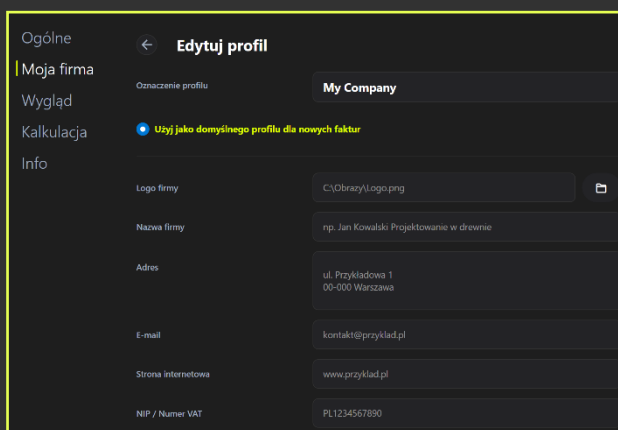 Ogólne
Moja firma
Wygląd
Kalkulacja
Info
Edytuj profil
Oznaczenie profilu
My Company
Użyj jako domyślnego profilu dla nowych faktur
Logo firmy
C:\Obrazy\Logo.png
Nazwa firmy
np. Jan Kowalski Projektowanie w drewnie
Adres
ul. Przykładowa 1
00-000 Warszawa
E-mail
kontakt@przyklad.pl
Strona internetowa
www.przyklad.pl
NIP / Numer VAT
PL1234567890